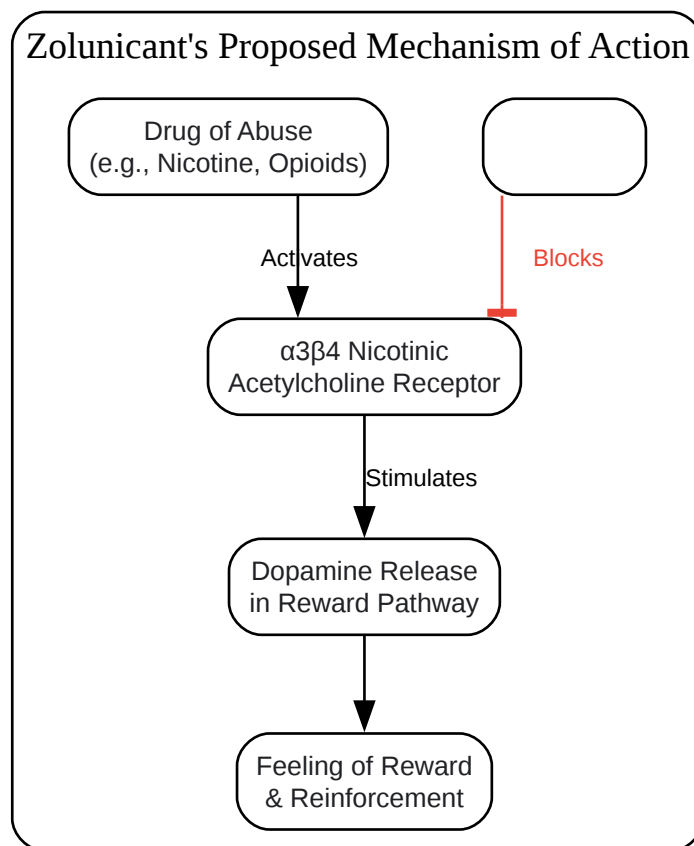 Zolunicant's Proposed Mechanism of Action
Drug of Abuse
(e.g., Nicotine, Opioids)
Activates
Blocks
α3β4 Nicotinic
Acetylcholine Receptor
Stimulates
Dopamine Release
in Reward Pathway
Feeling of Reward
& Reinforcement